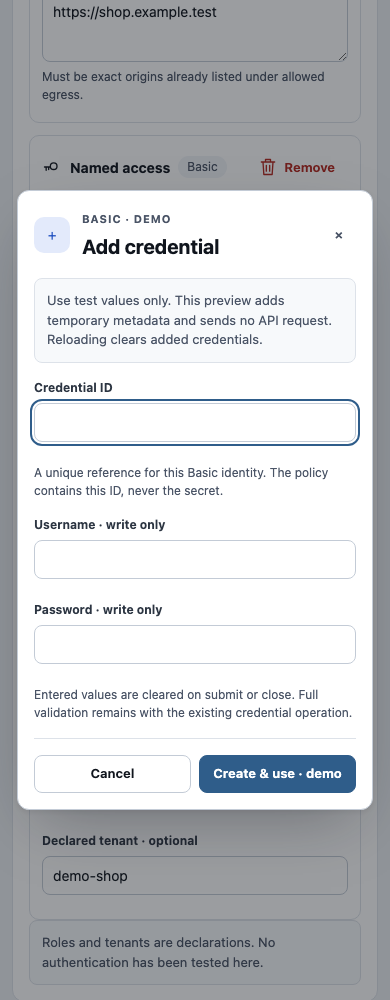 https://shop.example.test
Must be exact origins already listed under allowed
egress.
Named access
Basic
Remove
BASIC · DEMO
+
Add credential
×
Use test values only. This preview adds
temporary metadata and sends no API request.
Reloading clears added credentials.
Credential ID
A unique reference for this Basic identity. The policy
contains this ID, never the secret.
Username · write only
Password · write only
Entered values are cleared on submit or close. Full
validation remains with the existing credential operation.
Cancel
Create & use · demo
Declared tenant · optional
demo-shop
Roles and tenants are declarations. No
authentication has been tested here.